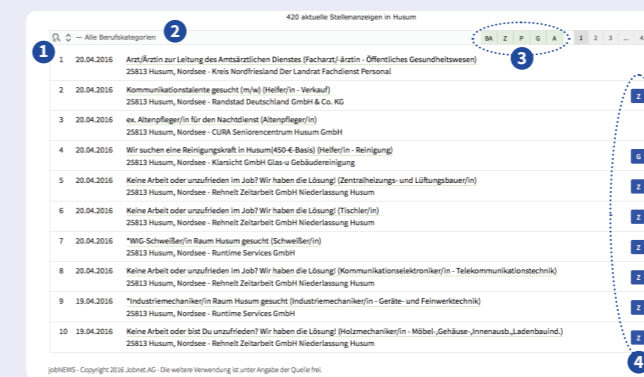 420 aktuelle Stellenanzeigen in Husum
— Alle Berufskategorien 2 BA Z P G A 1 2 3 ... 4
1 3
1 20.04.2016 Arzt/Ärztin zur Leitung des Amtsärztlichen Dienstes (Facharzt/-ärztin - Öffentliches Gesundheitswesen)
25813 Husum, Nordsee - Kreis Nordfriesland Der Landrat Fachdienst Personal
2 20.04.2016 Kommunikationstalente gesucht (m/w) (Helfer/in - Verkauf) Z
25813 Husum, Nordsee - Randstad Deutschland GmbH & Co. KG
3 20.04.2016 ex. Altenpfleger/in für den Nachtdienst (Altenpfleger/in)
25813 Husum, Nordsee - CURA Seniorencentrum Husum GmbH
4 20.04.2016 Wir suchen eine Reinigungskraft in Husum(450-€-Basis) (Helfer/in - Reinigung) G
25813 Husum, Nordsee - Klarsicht GmbH Glas-u Gebäudereinigung
5 20.04.2016 Keine Arbeit oder unzufrieden im Job? Wir haben die Lösung! (Zentralheizungs- und Lüftungsbauer/in) Z
25813 Husum, Nordsee - Rehnelt Zeitarbeit GmbH Niederlassung Husum
6 20.04.2016 Keine Arbeit oder unzufrieden im Job? Wir haben die Lösung! (Tischler/in) Z
25813 Husum, Nordsee - Rehnelt Zeitarbeit GmbH Niederlassung Husum
7 20.04.2016 *WIG-Schweißer/in Raum Husum gesucht (Schweißer/in) Z
25813 Husum, Nordsee - Runtime Services GmbH
8 20.04.2016 Keine Arbeit oder unzufrieden im Job? Wir haben die Lösung! (Kommunikationselektroniker/in - Telekommunikationstechnik) Z
25813 Husum, Nordsee - Rehnelt Zeitarbeit GmbH Niederlassung Husum
9 19.04.2016 *Industriemechaniker/in Raum Husum gesucht (Industriemechaniker/in - Geräte- und Feinwerktechnik) Z
25813 Husum, Nordsee - Runtime Services GmbH
10 19.04.2016 Keine Arbeit oder bist Du unzufrieden? Wir haben die Lösung! (Holzmechaniker/in - Möbel-,Gehäuse-,Innenausb.,Ladenbauind.) Z
25813 Husum, Nordsee - Rehnelt Zeitarbeit GmbH Niederlassung Husum
4
jobNEWS - Copyright 2016 Jobnet.AG - Die weitere Verwendung ist unter Angabe der Quelle frei.